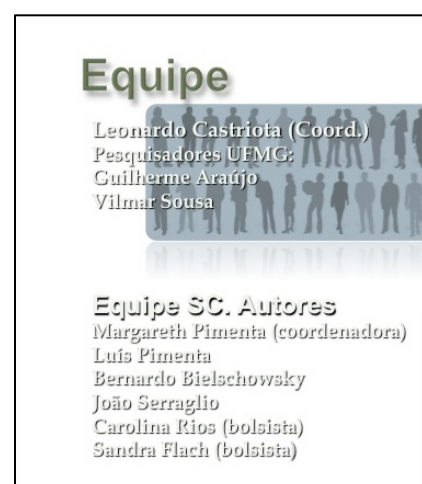 Equipe
Leonardo Castriota (Coord.)
Pesquisadores UFMG:
Guilherme Araújo
Vilmar Sousa
Equipe SC. Autores
Margareth Pimenta (coordenadora)
Luís Pimenta
Bernardo Bielschowsky
João Serraglio
Carolina Rios (bolsista)
Sandra Flach (bolsista)